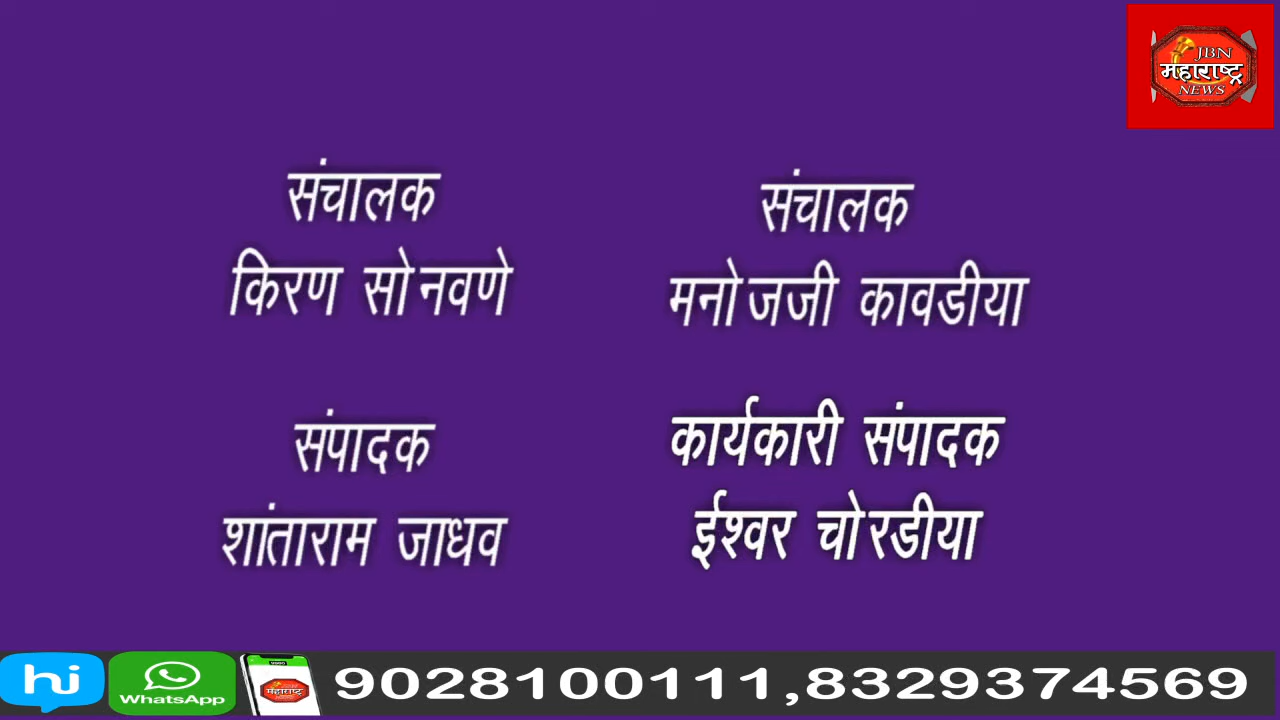 JBN
महाराष्ट्र
NEWS
संचालक
किरण सोनवणे
संचालक
मनोजजी कावडीया
संपादक
शांताराम जाधव
कार्यकारी संपादक
ईश्वर चोरडीया
hi
WhatsApp
महाराष्ट्र
9028100111,8329374569